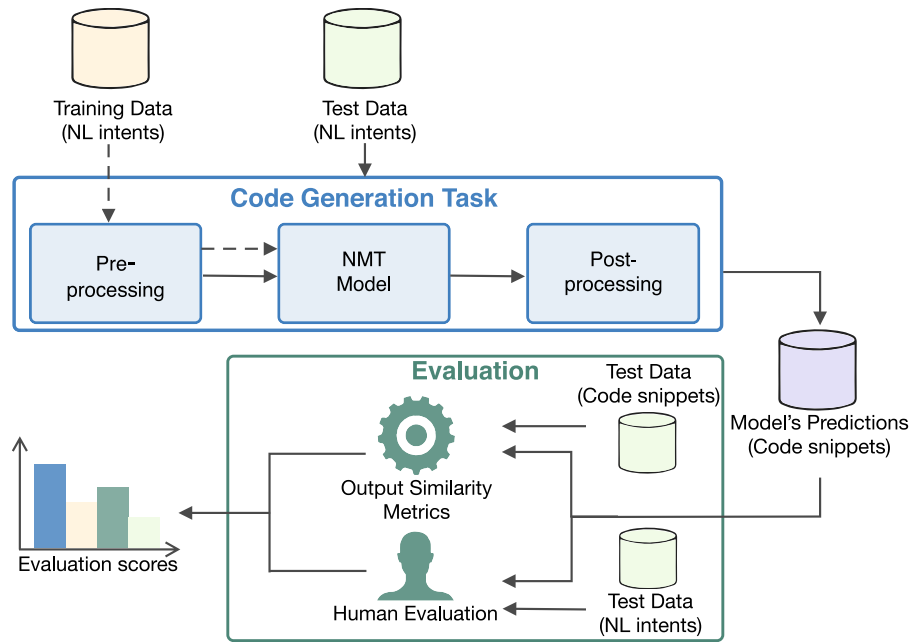 Training Data
(NL intents)
Test Data
(NL intents)
Code Generation Task
Pre-
processing
NMT
Model
Post-
processing
Evaluation
Test Data
(Code snippets)
Model's Predictions
(Code snippets)
Output Similarity
Metrics
Evaluation scores
Human Evaluation
Test Data
(NL intents)